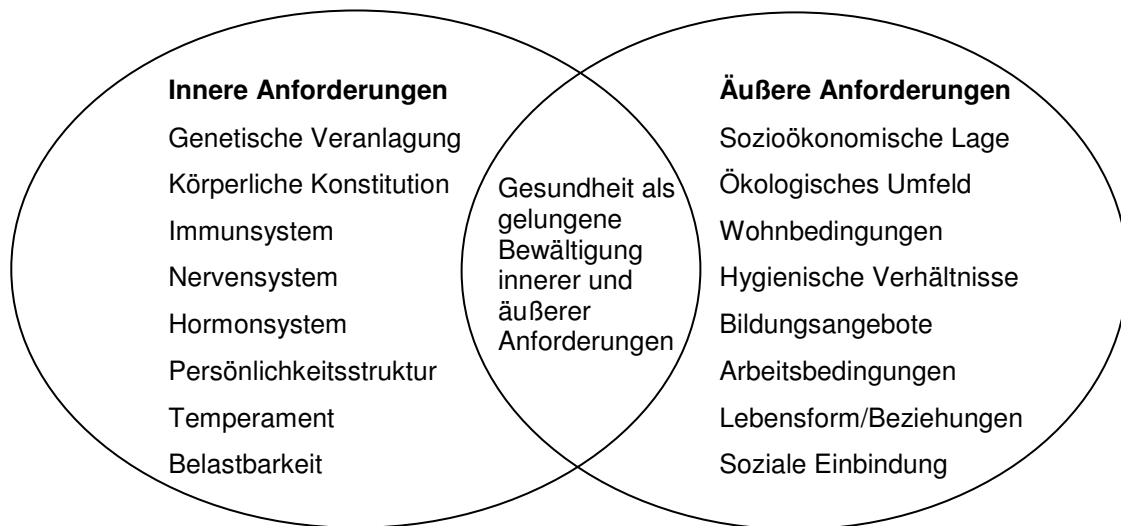 Innere Anforderungen
Genetische Veranlagung
Körperliche Konstitution
Immunsystem
Nervensystem
Hormonsystem
Persönlichkeitsstruktur
Temperament
Belastbarkeit
Gesundheit als
gelungene
Bewältigung
innerer und
äußerer
Anforderungen
Äußere Anforderungen
Sozioökonomische Lage
Ökologisches Umfeld
Wohnbedingungen
Hygienische Verhältnisse
Bildungsangebote
Arbeitsbedingungen
Lebensform/Beziehungen
Soziale Einbindung